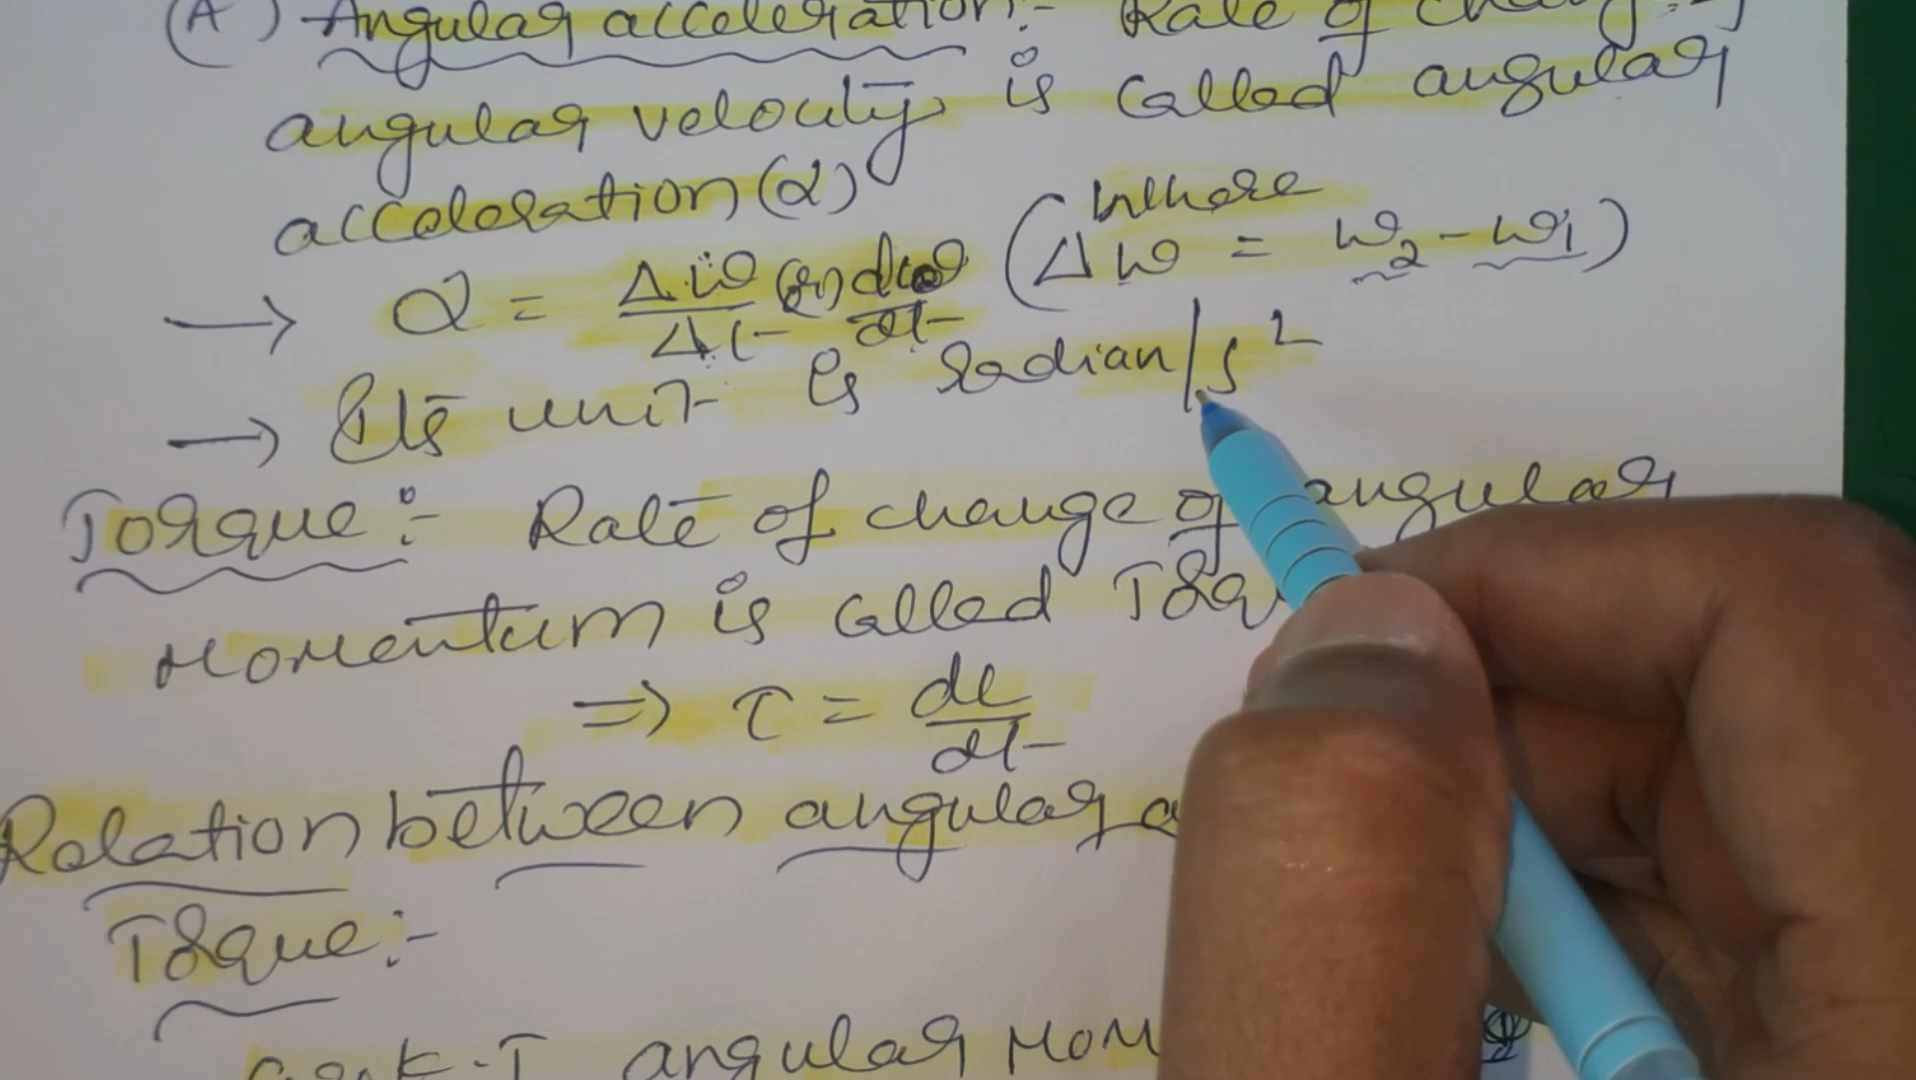 (A) Angular acceleration:- Rate of change of
angular velocity is called angular
acceleration (α)
→ α = Δω/Δt (or) dω/dt (Where Δω = ω2 - ω1)
→ Its unit is radian/s²
Torque:- Rate of change of angular
Momentum is called
⇒ τ = dL/dt
Relation between angular
Torque:-
W.K.T angular Mom